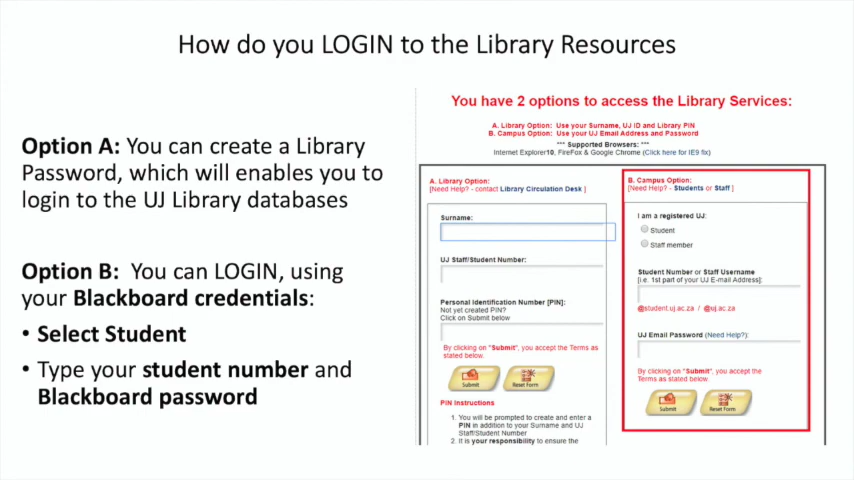 How do you LOGIN to the Library Resources
Option A: You can create a Library
Password, which will enables you to
login to the UJ Library databases
Option B: You can LOGIN, using
your Blackboard credentials:
• Select Student
• Type your student number and
Blackboard password
You have 2 options to access the Library Services:
A. Library Option: Use your Surname, UJ ID and Library PIN
B. Campus Option: Use your UJ Email Address and Password
*** Supported Browsers: ***
Internet Explorer10, FireFox & Google Chrome (Click here for IE9 fix)
A. Library Option:
[Need Help? - contact Library Circulation Desk ]
Surname:
UJ Staff/Student Number:
Personal Identification Number [PIN]:
Not yet created PIN?
Click on Submit below
By clicking on "Submit", you accept the Terms as
stated below.
Submit
Reset Form
PIN Instructions
1. You will be prompted to create and enter a
PIN in addition to your Surname and UJ
Staff/Student Number
2. It is your responsibility to ensure the
B. Campus Option:
[Need Help? - Students or Staff ]
I am a registered UJ:
Student
Staff member
Student Number or Staff Username
[i.e. 1st part of your UJ E-mail Address]:
@student.uj.ac.za / @uj.ac.za
UJ Email Password (Need Help?):
By clicking on "Submit", you accept the
Terms as stated below.
Submit
Reset Form